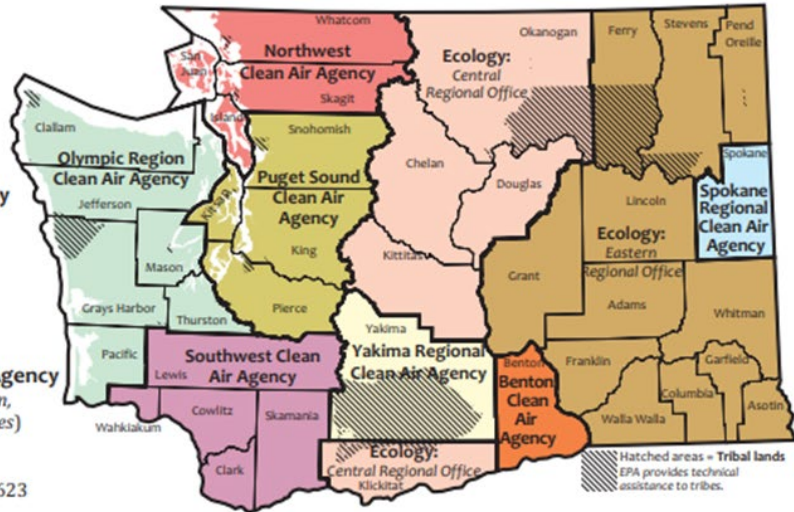 Whatcom
Okanogan
Ferry
Stevens
Pend
Oreille
Northwest
Clean Air Agency
San
Juan
Skagit
Island
Ecology:
Central
Regional Office
Clallam
Snohomish
Olympic Region
Clean Air Agency
Jefferson
Puget Sound
Clean Air
Agency
Kitsap
King
Chelan
Douglas
Spokane
Spokane
Regional
Clean Air
Agency
Lincoln
Ecology:
Eastern
Regional Office
Mason
Kittitas
Grant
Adams
Whitman
Grays Harbor
Thurston
Pierce
Pacific
Lewis
Southwest Clean
Air Agency
Yakima
Yakima Regional
Clean Air Agency
Benton
Benton
Clean
Air
Agency
Franklin
Garfield
Columbia
Asotin
Walla Walla
Wahkiakum
Cowlitz
Skamania
Clark
Ecology:
Central Regional Office
Klickitat
Hatched areas = Tribal lands
EPA provides technical
assistance to tribes.
y
gency
n,
es)
523